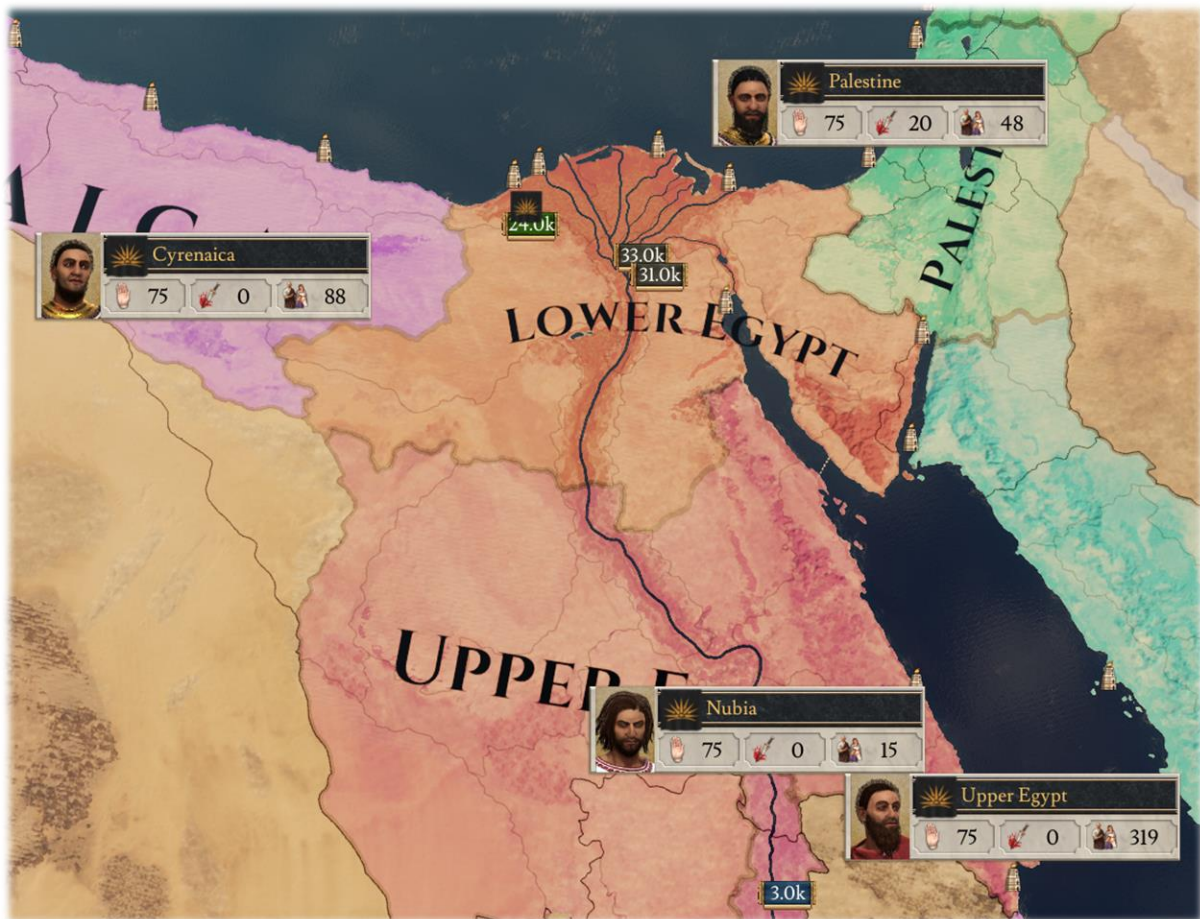 Palestine
75 20 48
PALEST
Cyrenaica
75 0 88
24.0k
33.0k
31.0k
LOWER EGYPT
UPPER E
Nubia
75 0 15
Upper Egypt
75 0 319
3.0k